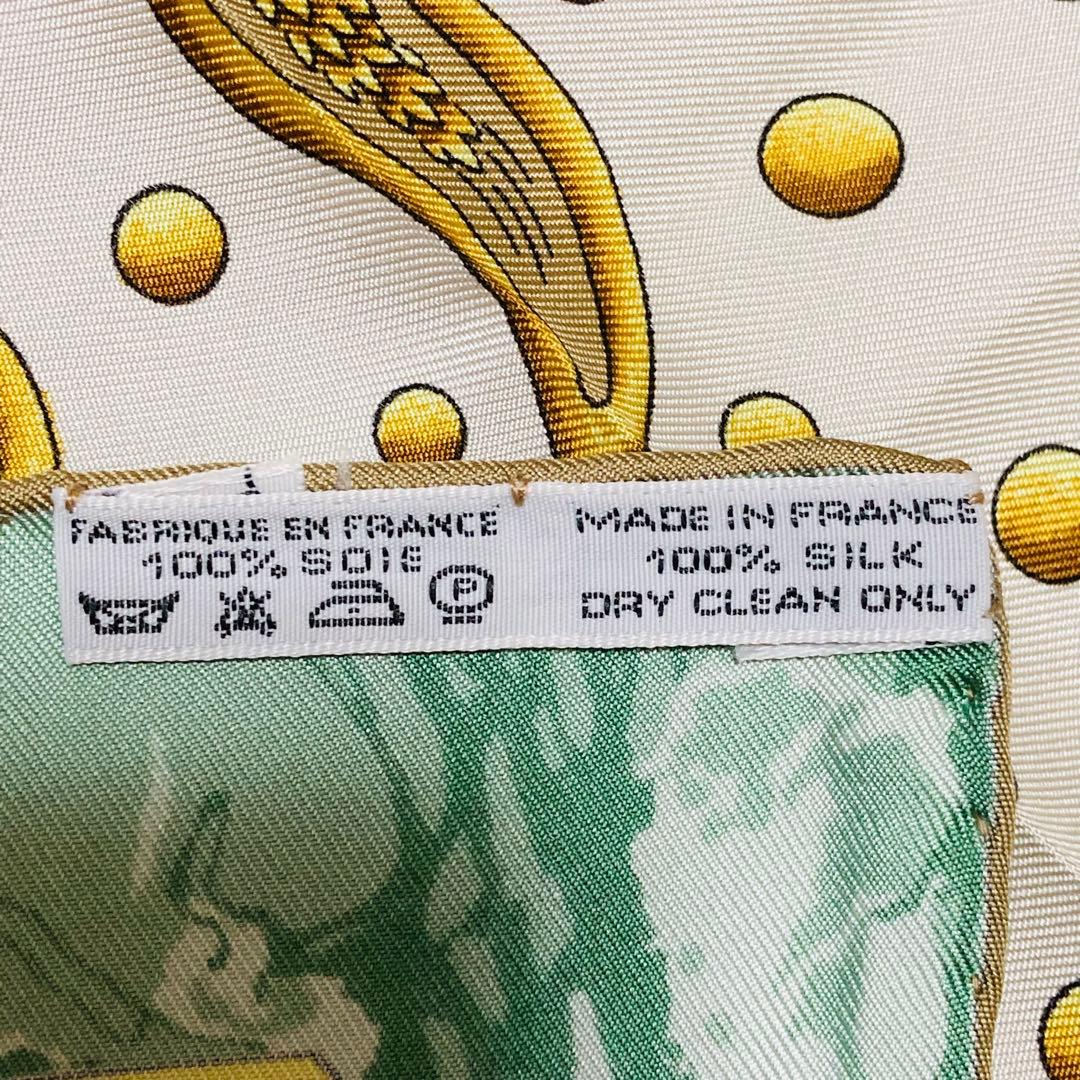 FABRIQUE EN FRANCE
100% SOIE
P
MADE IN FRANCE
100% SILK
DRY CLEAN ONLY